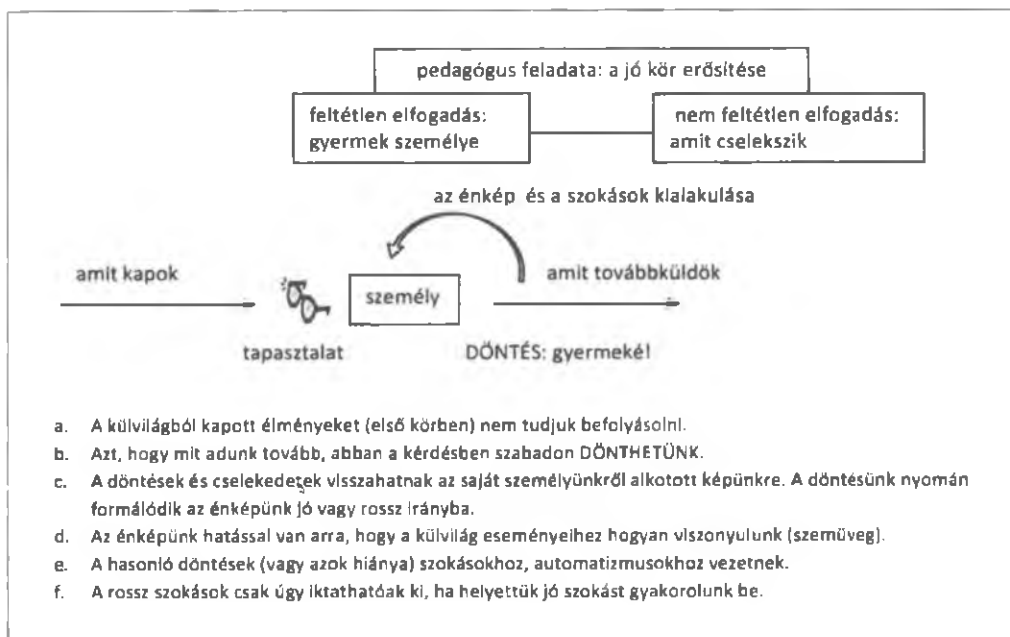 pedagógus feladata: a jó kör erősítése
feltétlen elfogadás:
gyermek személye
nem feltétlen elfogadás:
amit cselekszik
az énkép és a szokások kialakulása
amit kapok
személy
amit továbbküldök
tapasztalat
DÖNTÉS: gyermeké!
a. A külvilágból kapott élményeket (első körben) nem tudjuk befolyásolni.
b. Azt, hogy mit adunk tovább, abban a kérdésben szabadon DÖNTHETÜNK.
c. A döntések és cselekedetek visszahatnak az saját személyünkről alkotott képünkre. A döntésünk nyomán
formálódik az énképünk jó vagy rossz irányba.
d. Az énképünk hatással van arra, hogy a külvilág eseményeihez hogyan viszonyulunk (szemüveg).
e. A hasonló döntések (vagy azok hiánya) szokásokhoz, automatizmusokhoz vezetnek.
f. A rossz szokások csak úgy iktathatóak ki, ha helyettük jó szokást gyakorolunk be.